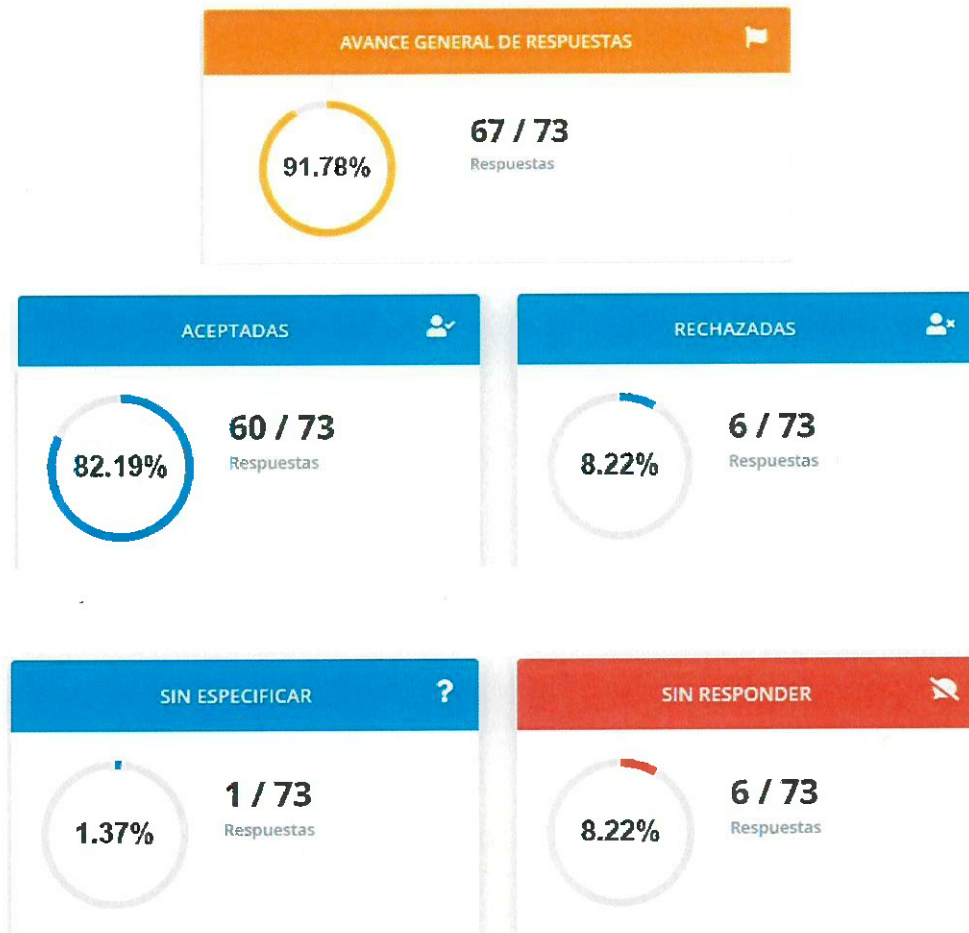 AVANCE GENERAL DE RESPUESTAS
91.78%
67 / 73
Respuestas
ACEPTADAS
82.19%
60 / 73
Respuestas
RECHAZADAS
8.22%
6 / 73
Respuestas
SIN ESPECIFICAR
?
1.37%
1 / 73
Respuestas
SIN RESPONDER
8.22%
6 / 73
Respuestas